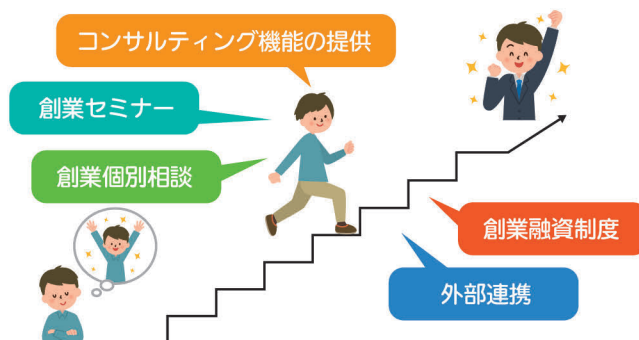 コンサルティング機能の提供
創業セミナー
創業個別相談
創業融資制度
外部連携